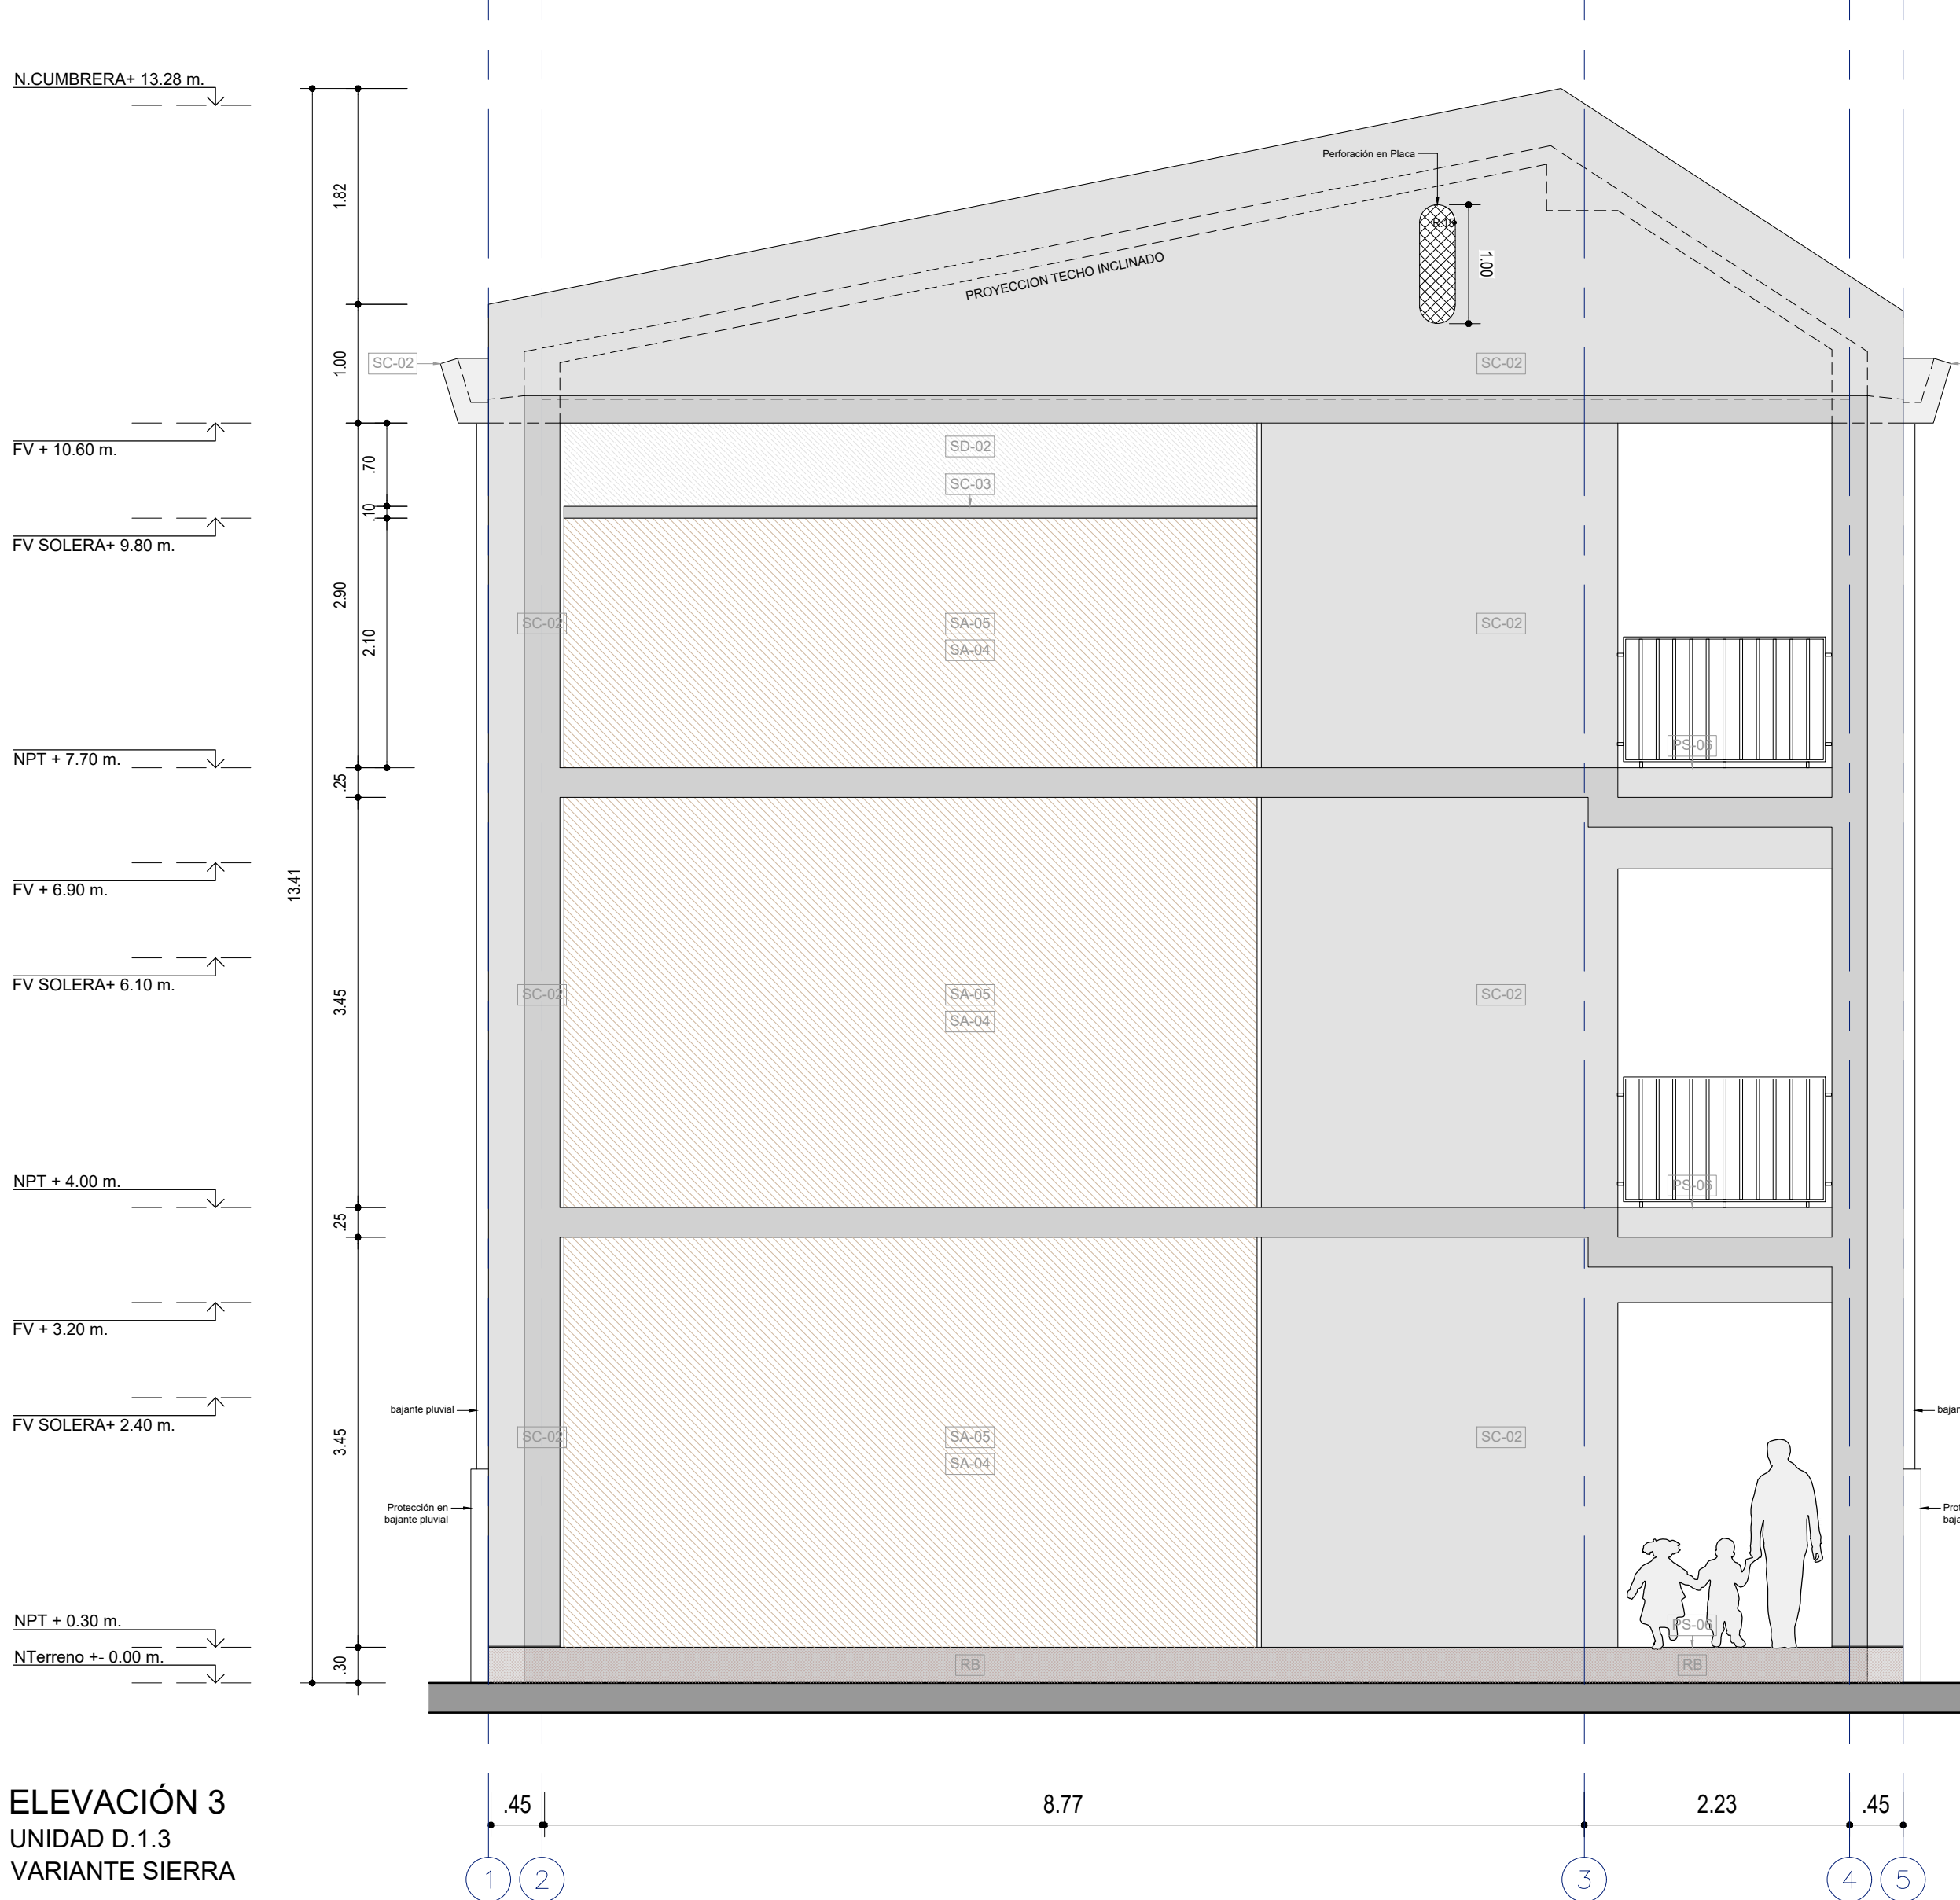 N.CUMBRERA+ 13.28 m.
FV + 10.60 m.
FV SOLERA+ 9.80 m.
NPT + 7.70 m.
FV + 6.90 m.
FV SOLERA+ 6.10 m.
NPT + 4.00 m.
FV + 3.20 m.
FV SOLERA+ 2.40 m.
NPT + 0.30 m.
NTerreno +- 0.00 m.
13.41
1.82
1.00
2.90
.25
3.45
.25
3.45
.30
.70
.10
2.10
Perforación en Placa
R.15
1.00
PROYECCION TECHO INCLINADO
SC-02
SC-02
SD-02
SC-03
SC-02
SA-05
SA-04
SC-02
PS-06
SC-02
SA-05
SA-04
SC-02
PS-06
bajante pluvial
SC-02
SA-05
SA-04
SC-02
bajan
Protección en
bajante pluvial
Prot
baja
PS-06
RB
RB
ELEVACIÓN 3
UNIDAD D.1.3
VARIANTE SIERRA
.45
8.77
2.23
.45
1
2
3
4
5